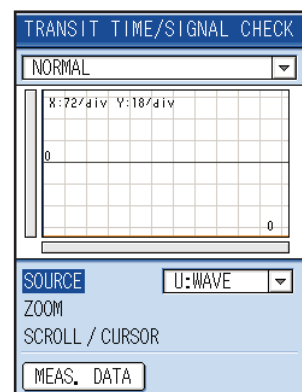 TRANSIT TIME/SIGNAL CHECK
NORMAL
X:72/div Y:18/div
0
0
SOURCE U:WAVE
ZOOM
SCROLL / CURSOR
MEAS. DATA